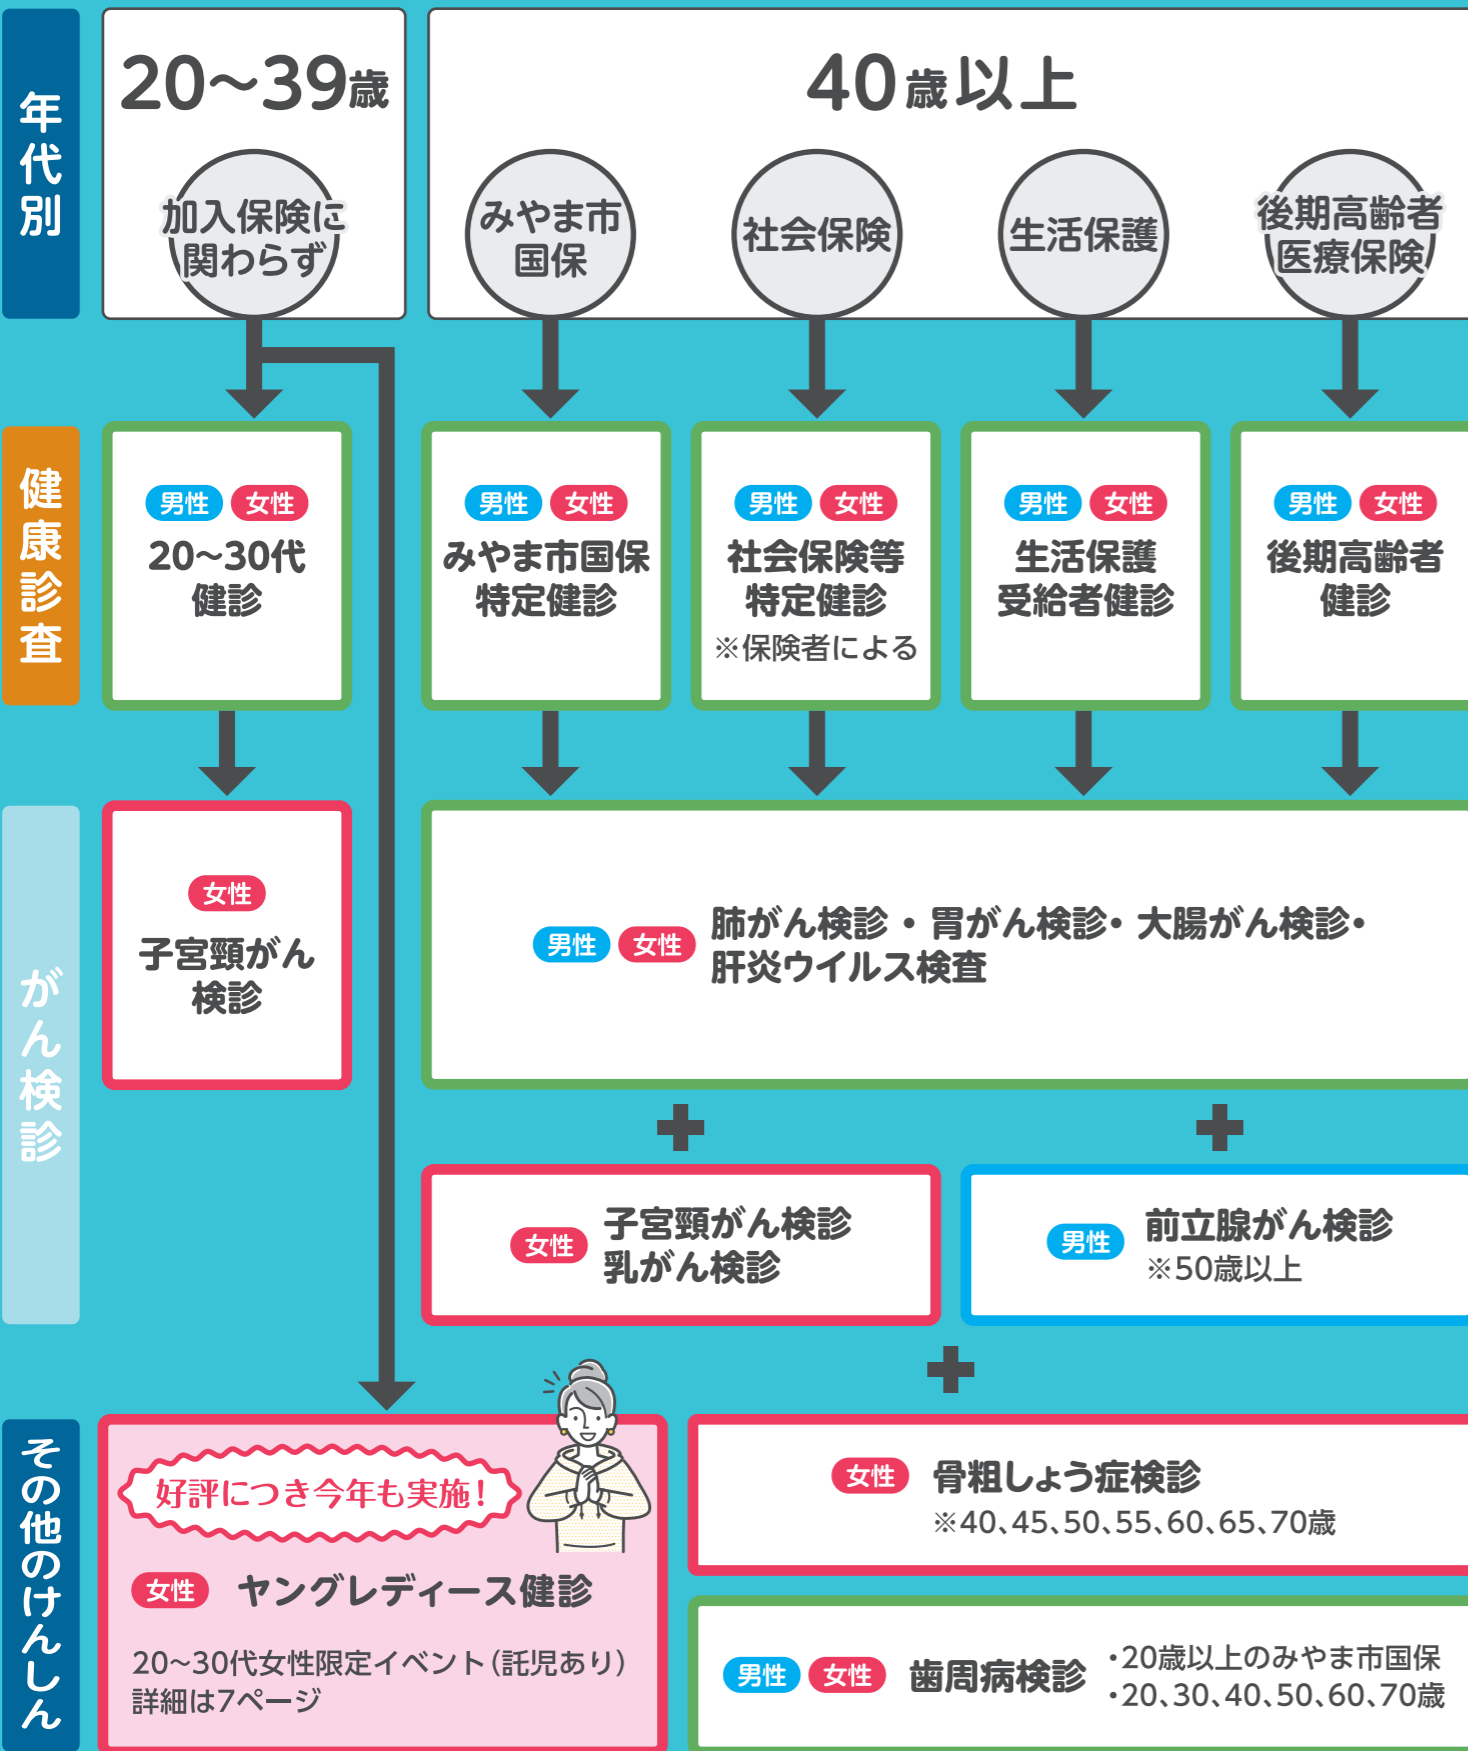 年代別
20〜39歳
加入保険に
関わらず
40歳以上
みやま市
国保
社会保険
生活保護
後期高齢者
医療保険
健康診査
男性 女性
20〜30代
健診
男性 女性
みやま市国保
特定健診
男性 女性
社会保険等
特定健診
※保険者による
男性 女性
生活保護
受給者健診
男性 女性
後期高齢者
健診
がん検診
女性
子宮頸がん
検診
男性 女性
肺がん検診・胃がん検診・大腸がん検診・
肝炎ウイルス検査
女性
子宮頸がん検診
乳がん検診
男性
前立腺がん検診
※50歳以上
その他のけんしん
好評につき今年も実施!
女性 ヤングレディース健診
20〜30代女性限定イベント(託児あり)
詳細は7ページ
女性 骨粗しょう症検診
※40、45、50、55、60、65、70歳
男性 女性 歯周病検診
・20歳以上のみやま市国保
・20、30、40、50、60、70歳